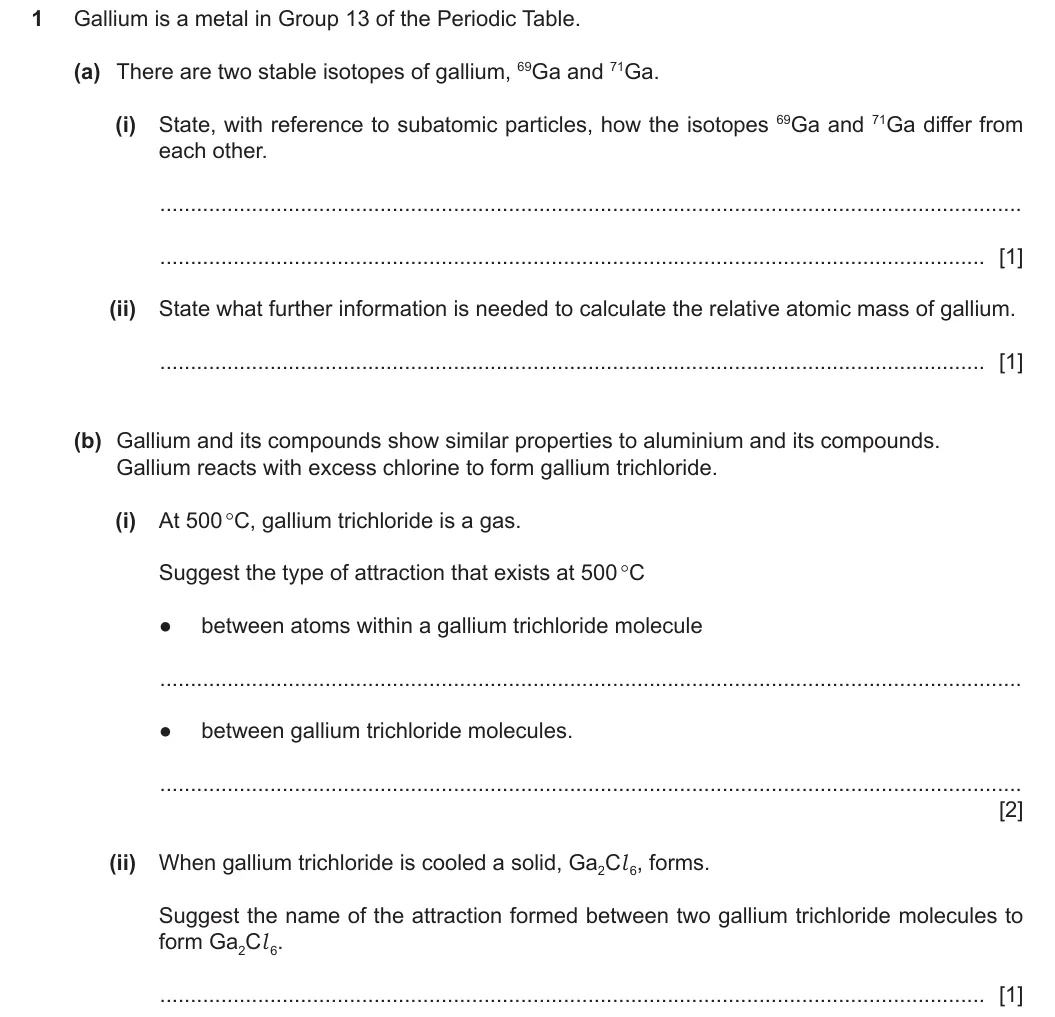 1 Gallium is a metal in Group 13 of the Periodic Table.
(a) There are two stable isotopes of gallium, ⁶⁹Ga and ⁷¹Ga.
(i) State, with reference to subatomic particles, how the isotopes ⁶⁹Ga and ⁷¹Ga differ from
each other.
..........................................................................................
.......................................................................................... [1]
(ii) State what further information is needed to calculate the relative atomic mass of gallium.
.......................................................................................... [1]
(b) Gallium and its compounds show similar properties to aluminium and its compounds.
Gallium reacts with excess chlorine to form gallium trichloride.
(i) At 500 °C, gallium trichloride is a gas.
Suggest the type of attraction that exists at 500 °C
● between atoms within a gallium trichloride molecule
..........................................................................................
● between gallium trichloride molecules.
..........................................................................................
[2]
(ii) When gallium trichloride is cooled a solid, Ga₂Cl₆, forms.
Suggest the name of the attraction formed between two gallium trichloride molecules to
form Ga₂Cl₆.
.......................................................................................... [1]